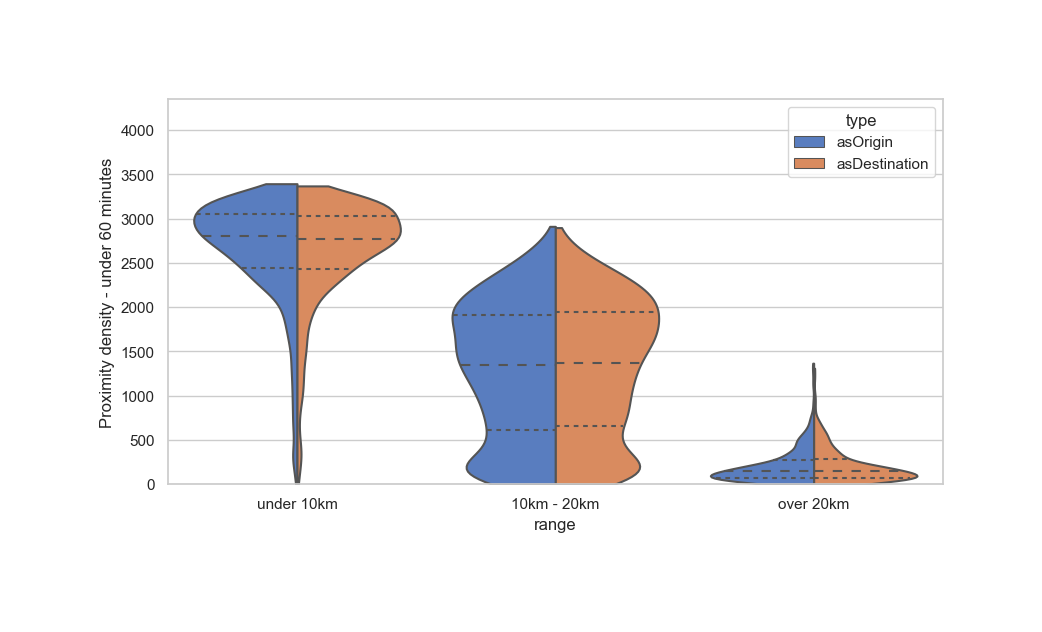 type
asOrigin
asDestination
Proximity density - under 60 minutes
4000
3500
3000
2500
2000
1500
1000
500
0
under 10km
10km - 20km
over 20km
range